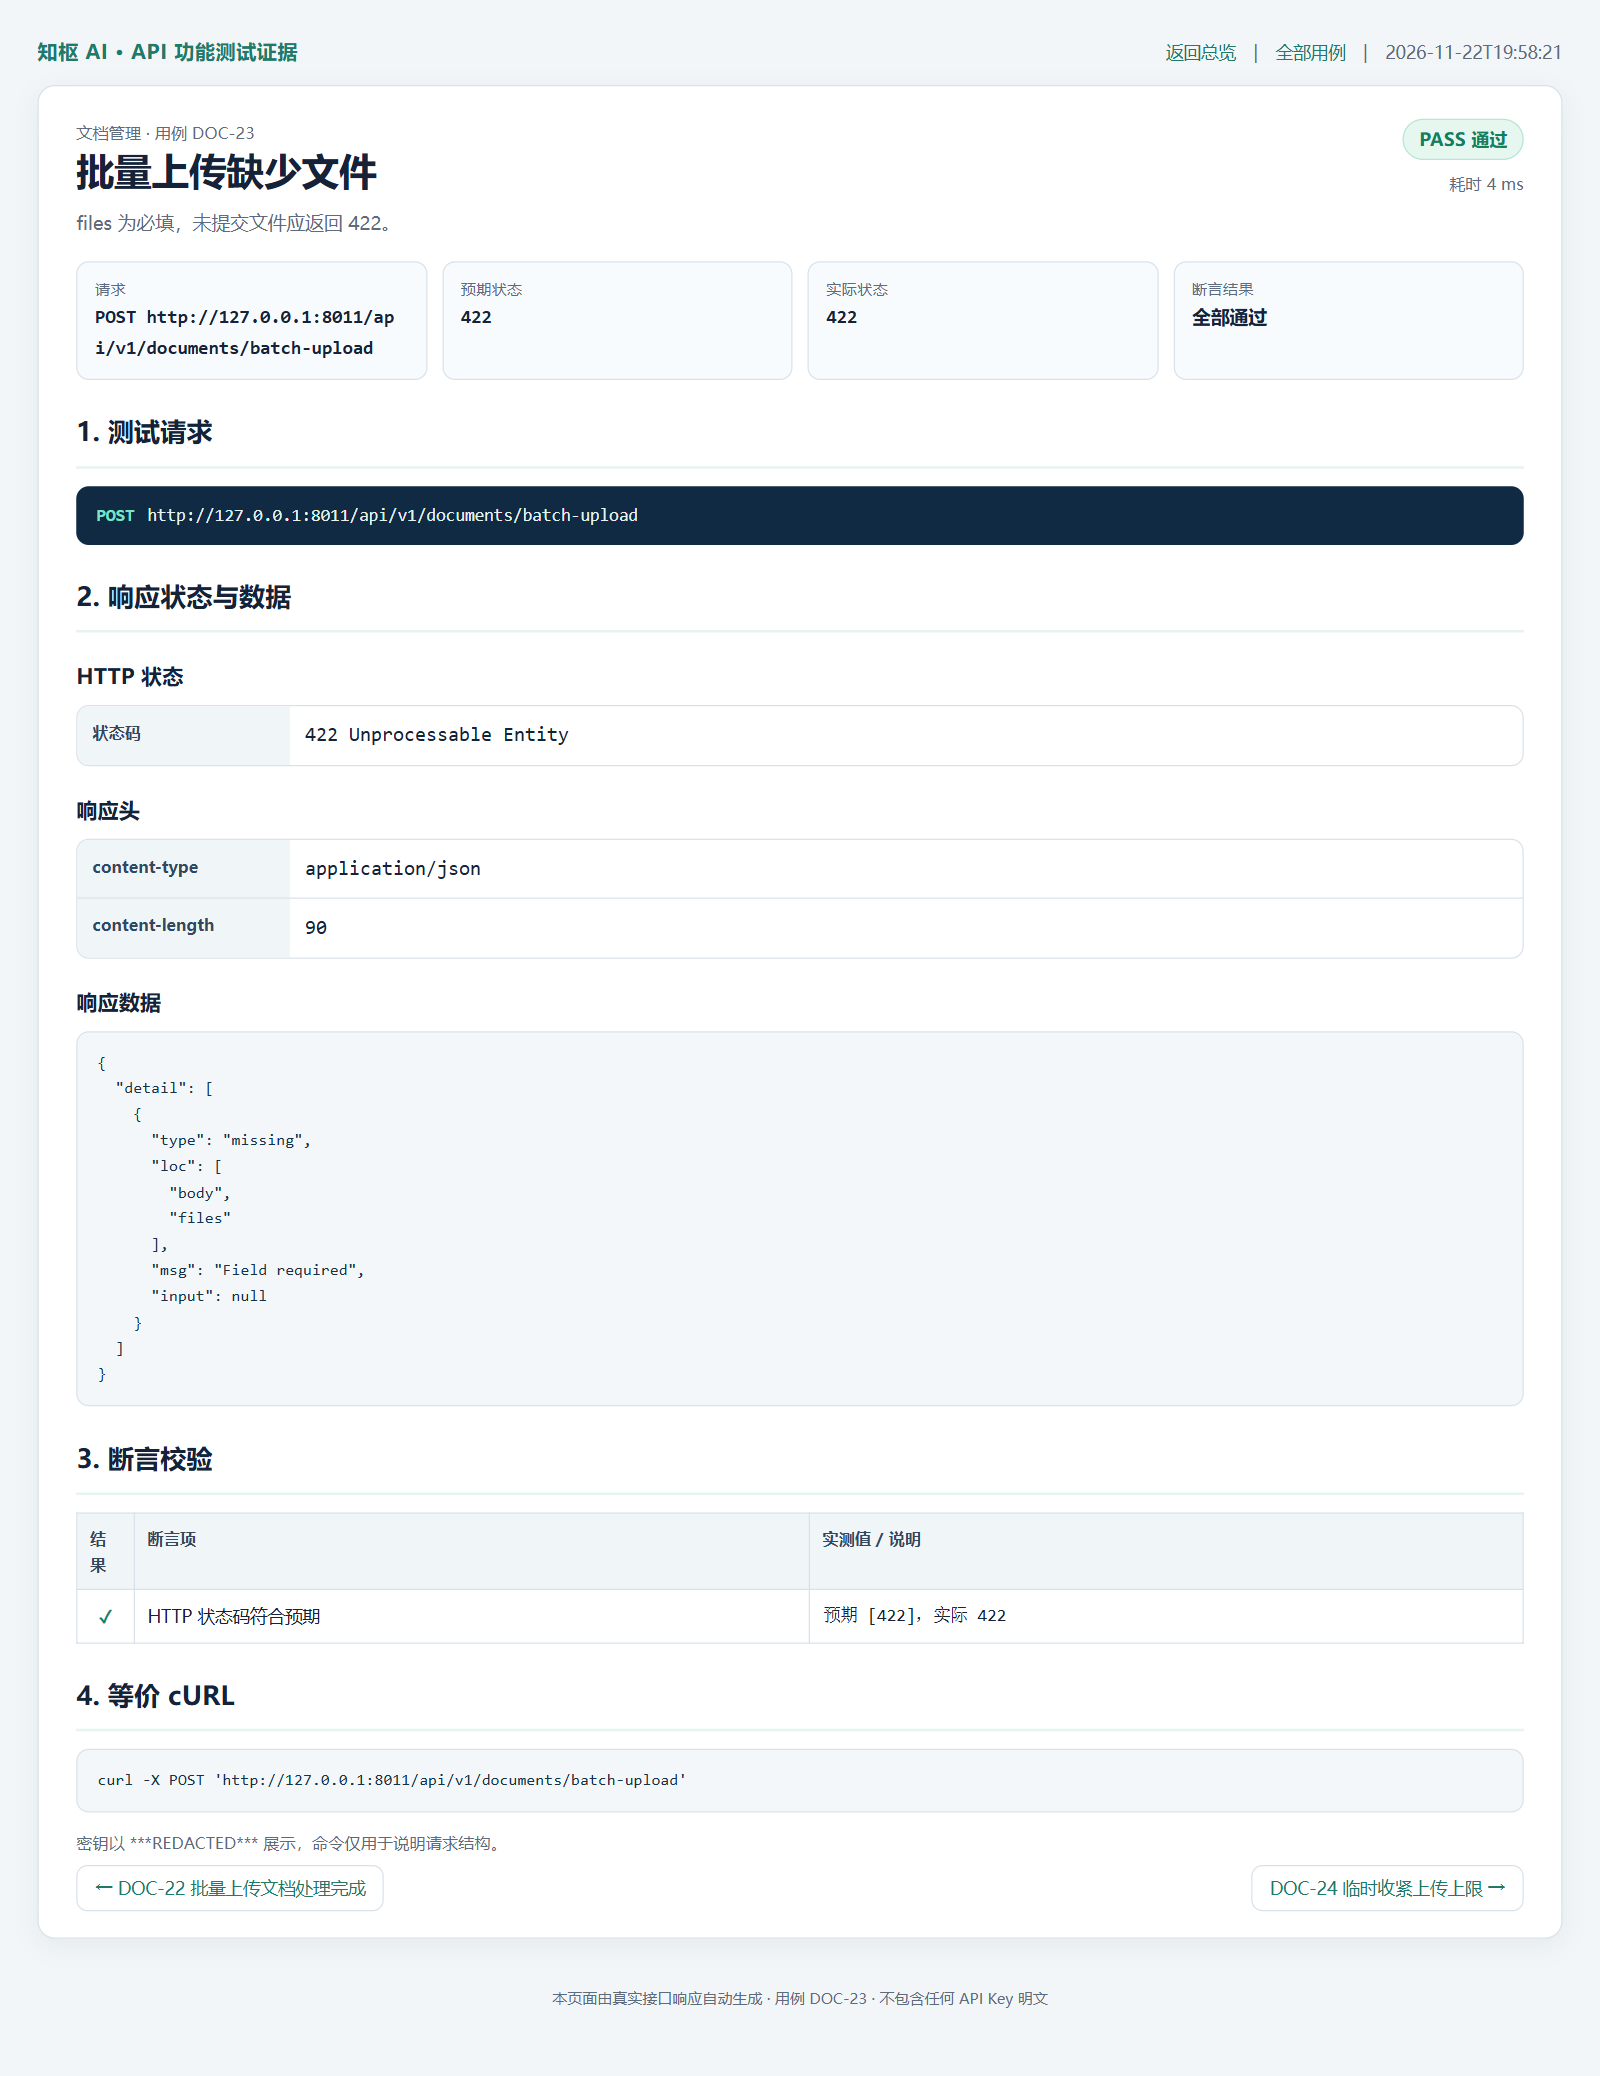 知枢 AI · API 功能测试证据
返回总览 | 全部用例 | 2026-11-22T19:58:21
文档管理 · 用例 DOC-23
批量上传缺少文件
files 为必填，未提交文件应返回 422。
PASS 通过
耗时 4 ms
请求
POST http://127.0.0.1:8011/ap
i/v1/documents/batch-upload
预期状态
422
实际状态
422
断言结果
全部通过
1. 测试请求
POST http://127.0.0.1:8011/api/v1/documents/batch-upload
2. 响应状态与数据
HTTP 状态
状态码 422 Unprocessable Entity
响应头
content-type application/json
content-length 90
响应数据
{
  "detail": [
    {
      "type": "missing",
      "loc": [
        "body",
        "files"
      ],
      "msg": "Field required",
      "input": null
    }
  ]
}
3. 断言校验
结
果
断言项
实测值 / 说明
✓ HTTP 状态码符合预期 预期 [422]，实际 422
4. 等价 cURL
curl -X POST 'http://127.0.0.1:8011/api/v1/documents/batch-upload'
密钥以 ***REDACTED*** 展示，命令仅用于说明请求结构。
← DOC-22 批量上传文档处理完成
DOC-24 临时收紧上传上限 →
本页面由真实接口响应自动生成 · 用例 DOC-23 · 不包含任何 API Key 明文